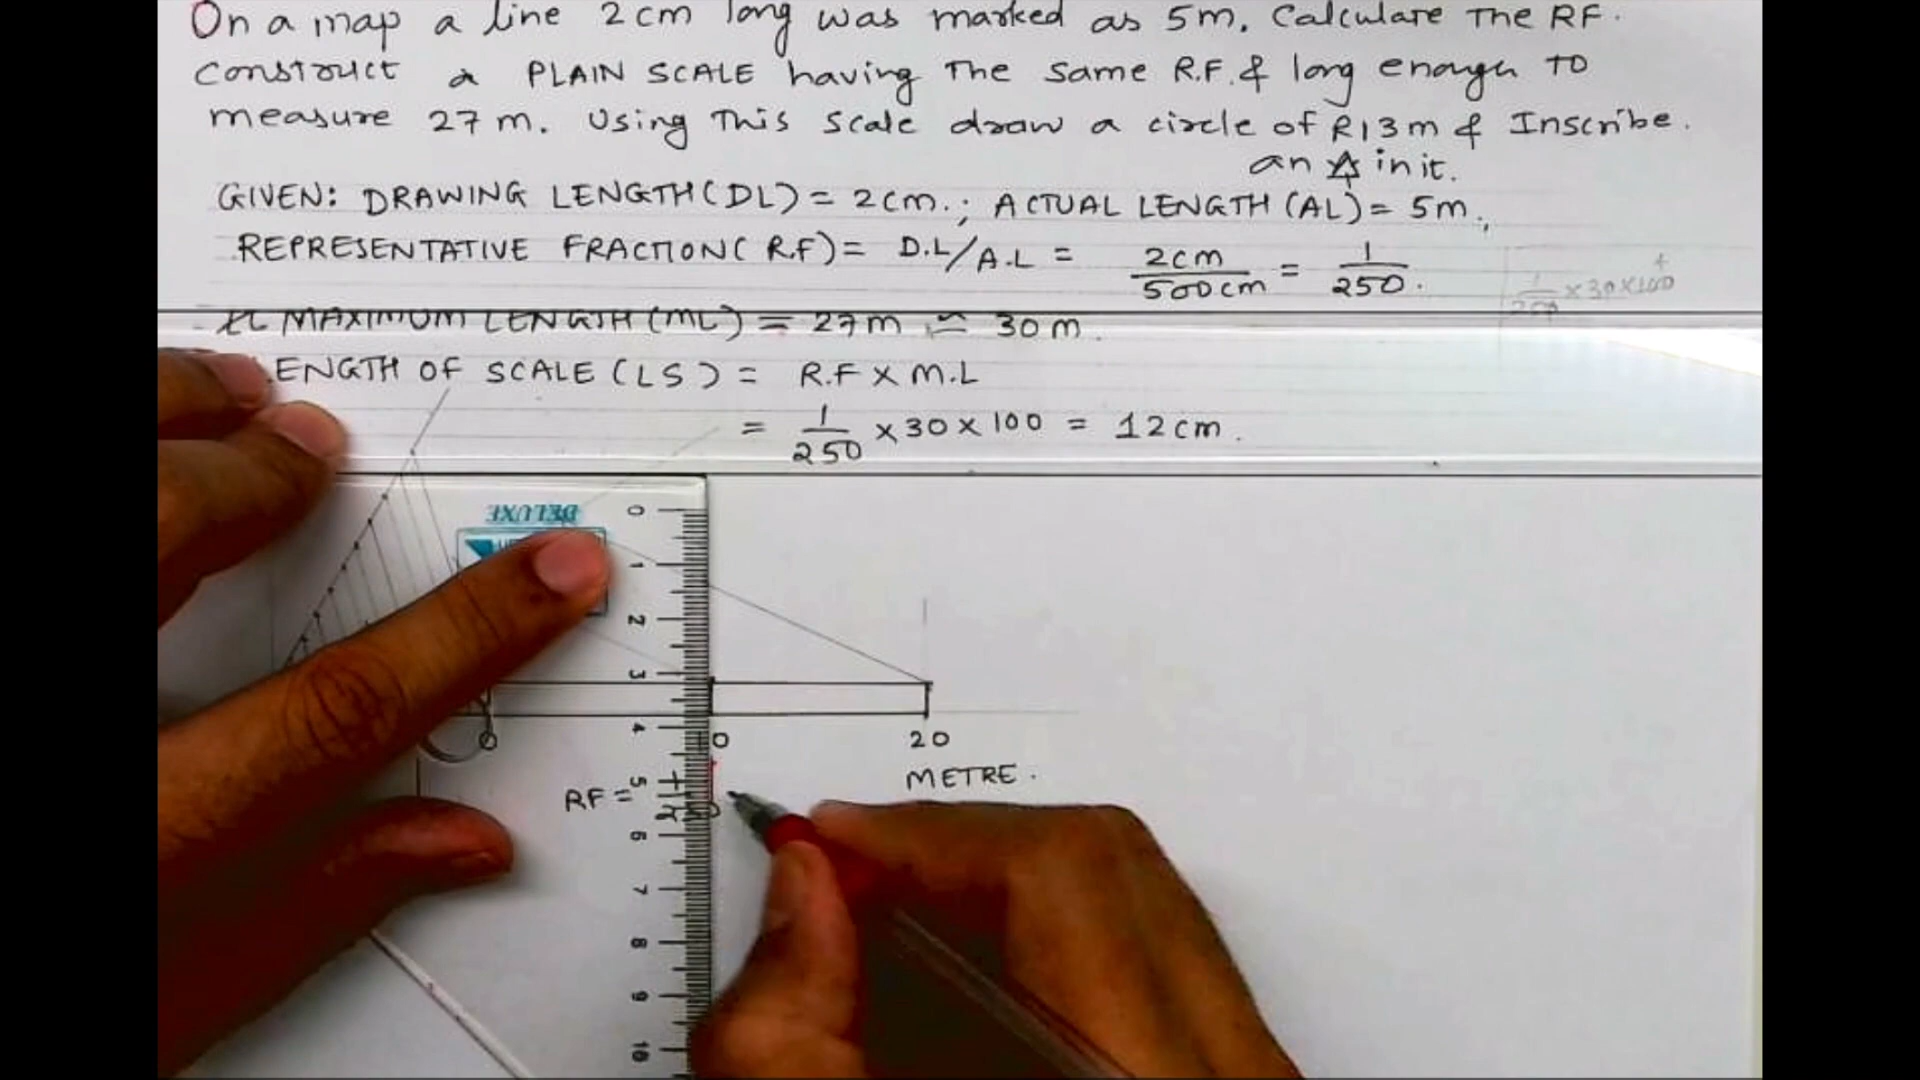 On a map a line 2cm long was marked as 5m. Calculate The RF.
construct a PLAIN SCALE having The same R.F. & long enough TO
measure 27 m. Using This scale draw a circle of R13m & Inscribe.
an in it.
GIVEN: DRAWING LENGTH(DL) = 2cm.; ACTUAL LENGTH (AL) = 5m.,
REPRESENTATIVE FRACTION( R.F) = D.L/A.L = 2cm/500cm = 1/250.
1/250 × 30×100
MAXIMUM LENGTH (ML) = 27m ≃ 30m.
LENGTH OF SCALE (LS) = R.F × M.L
= 1/250 × 30 × 100 = 12cm.
DELUXE
0
1
2
3
4
5
6
7
8
9
10
0 10 20
METRE.
RF =